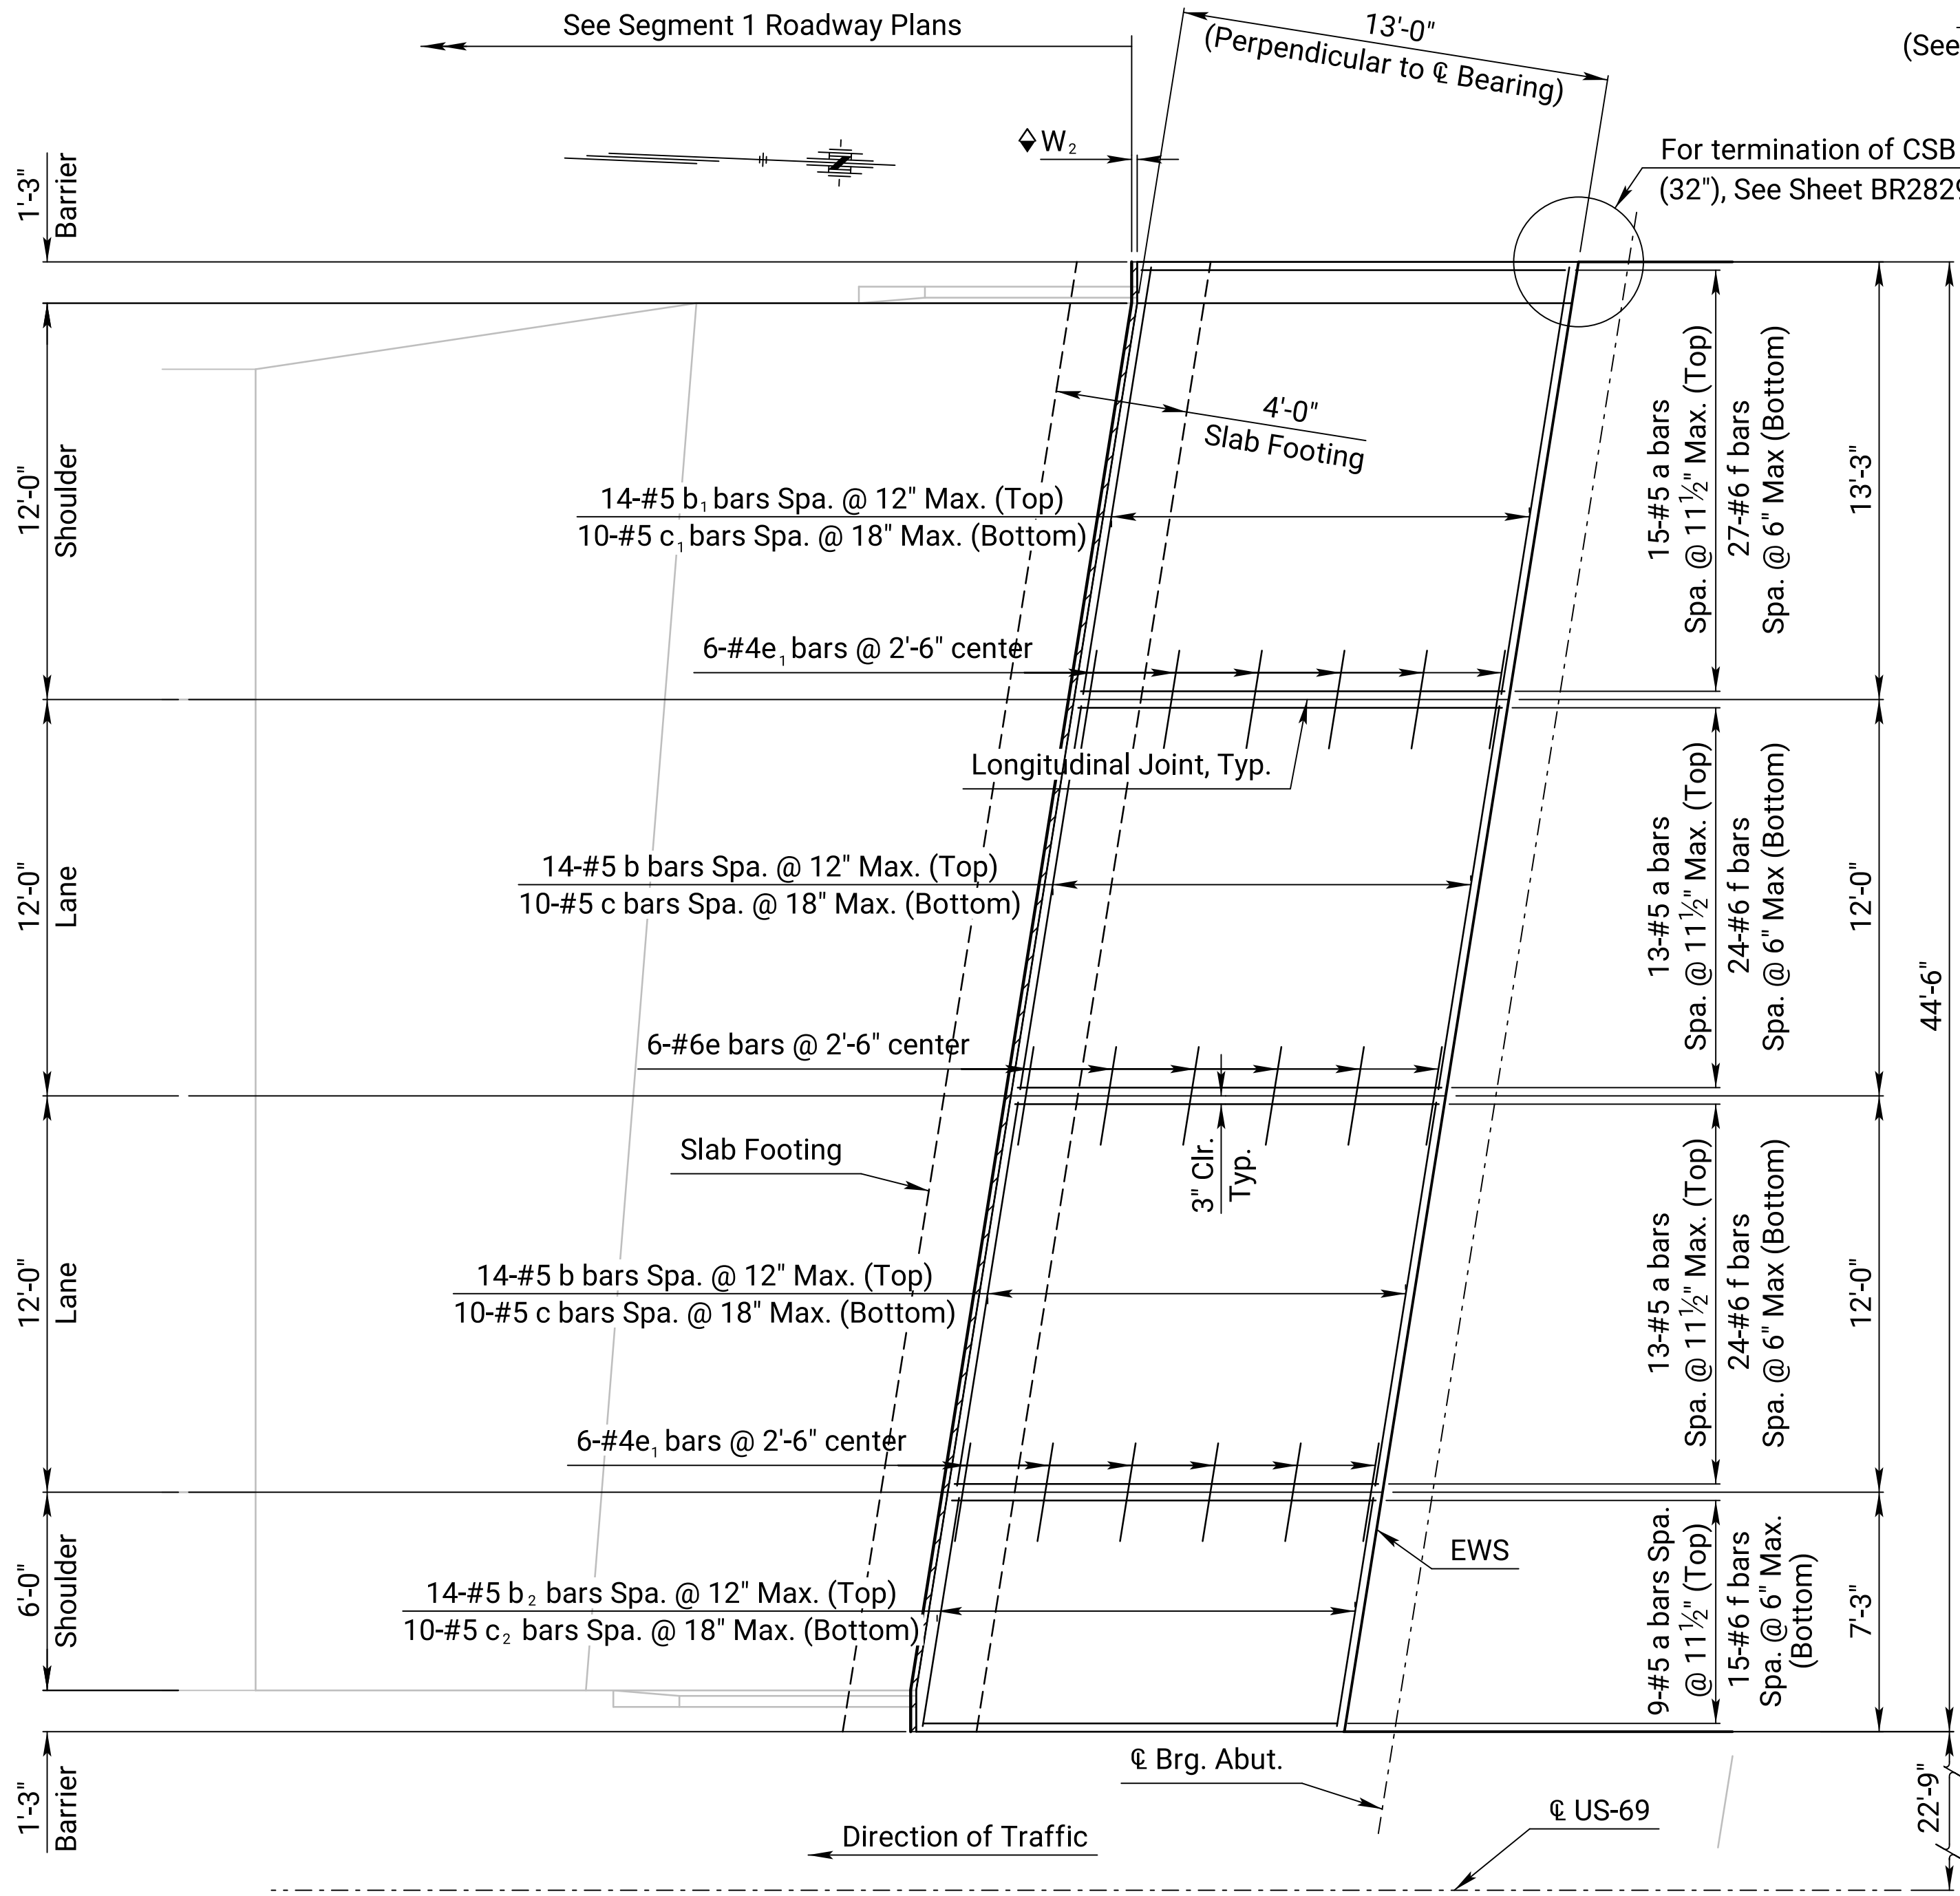 See Segment 1 Roadway Plans
13'-0"
(Perpendicular to ℄ Bearing)
(See
W₂
For termination of CSB
(32"), See Sheet BR2829
1'-3"
Barrier
12'-0"
Shoulder
12'-0"
Lane
12'-0"
Lane
6'-0"
Shoulder
1'-3"
Barrier
4'-0"
Slab Footing
14-#5 b₁ bars Spa. @ 12" Max. (Top)
10-#5 c₁ bars Spa. @ 18" Max. (Bottom)
6-#4e₁ bars @ 2'-6" center
Longitudinal Joint, Typ.
14-#5 b bars Spa. @ 12" Max. (Top)
10-#5 c bars Spa. @ 18" Max. (Bottom)
6-#6e bars @ 2'-6" center
3" Clr.
Typ.
Slab Footing
14-#5 b bars Spa. @ 12" Max. (Top)
10-#5 c bars Spa. @ 18" Max. (Bottom)
6-#4e₁ bars @ 2'-6" center
EWS
14-#5 b₂ bars Spa. @ 12" Max. (Top)
10-#5 c₂ bars Spa. @ 18" Max. (Bottom)
15-#5 a bars
Spa. @ 11½" Max. (Top)
27-#6 f bars
Spa. @ 6" Max (Bottom)
13'-3"
13-#5 a bars
Spa. @ 11½" Max. (Top)
24-#6 f bars
Spa. @ 6" Max (Bottom)
12'-0"
44'-6"
13-#5 a bars
Spa. @ 11½" Max. (Top)
24-#6 f bars
Spa. @ 6" Max (Bottom)
12'-0"
9-#5 a bars Spa.
@ 11½" (Top)
15-#6 f bars
Spa. @ 6" Max.
(Bottom)
7'-3"
℄ Brg. Abut.
℄ US-69
22'-9"
Direction of Traffic